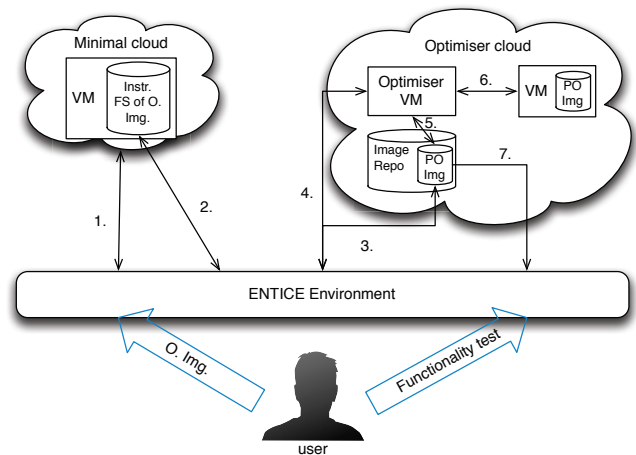 Minimal cloud
VM
Instr.
FS of O.
Img.
Optimiser cloud
Optimiser
VM
6.
VM
PO
Img
5.
Image
Repo
PO
Img
7.
4.
1.
2.
3.
ENTICE Environment
O. Img.
Functionality test
user